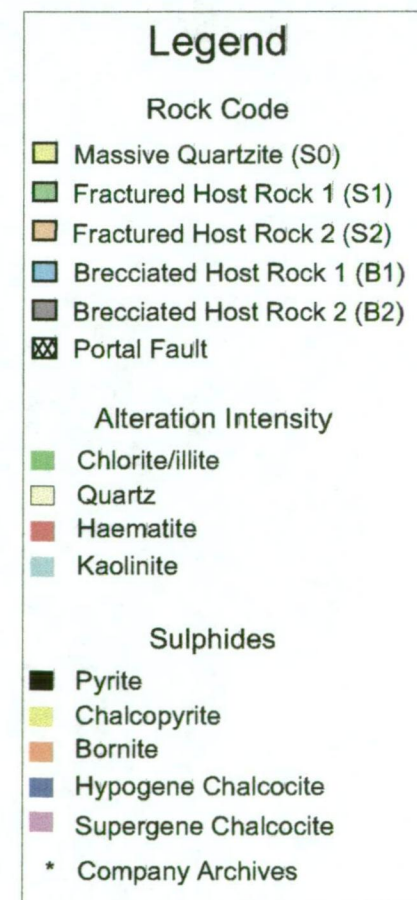 Legend
Rock Code
Massive Quartzite (S0)
Fractured Host Rock 1 (S1)
Fractured Host Rock 2 (S2)
Brecciated Host Rock 1 (B1)
Brecciated Host Rock 2 (B2)
Portal Fault
Alteration Intensity
Chlorite/illite
Quartz
Haematite
Kaolinite
Sulphides
Pyrite
Chalcopyrite
Bornite
Hypogene Chalcocite
Supergene Chalcocite
* Company Archives